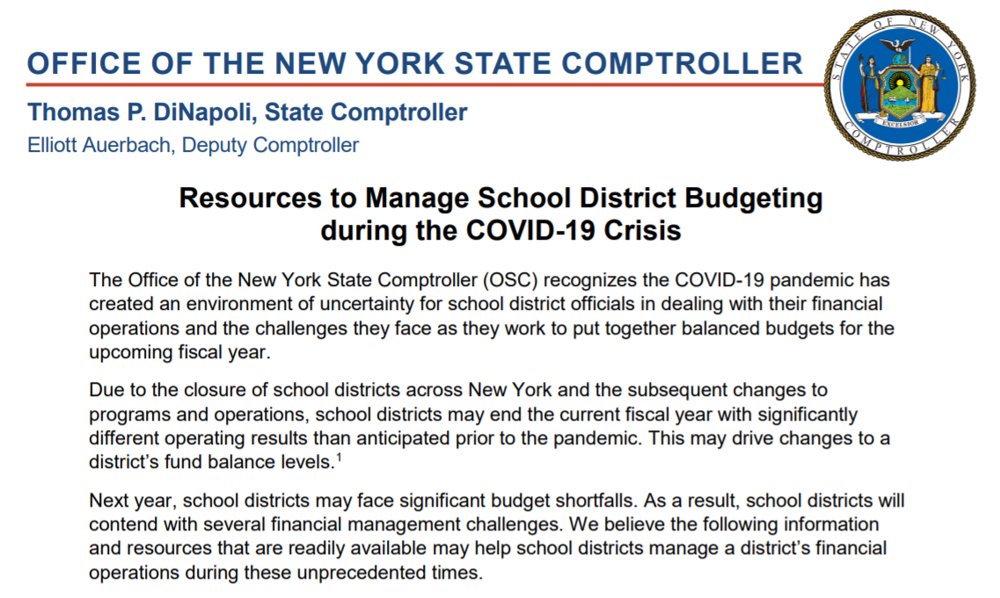 OFFICE OF THE NEW YORK STATE COMPTROLLER
STATE OF NEW YORK
EXCELSIOR
COMPTROLLER
Thomas P. DiNapoli, State Comptroller
Elliott Auerbach, Deputy Comptroller
Resources to Manage School District Budgeting
during the COVID-19 Crisis
The Office of the New York State Comptroller (OSC) recognizes the COVID-19 pandemic has
created an environment of uncertainty for school district officials in dealing with their financial
operations and the challenges they face as they work to put together balanced budgets for the
upcoming fiscal year.
Due to the closure of school districts across New York and the subsequent changes to
programs and operations, school districts may end the current fiscal year with significantly
different operating results than anticipated prior to the pandemic. This may drive changes to a
district’s fund balance levels.¹
Next year, school districts may face significant budget shortfalls. As a result, school districts will
contend with several financial management challenges. We believe the following information
and resources that are readily available may help school districts manage a district’s financial
operations during these unprecedented times.